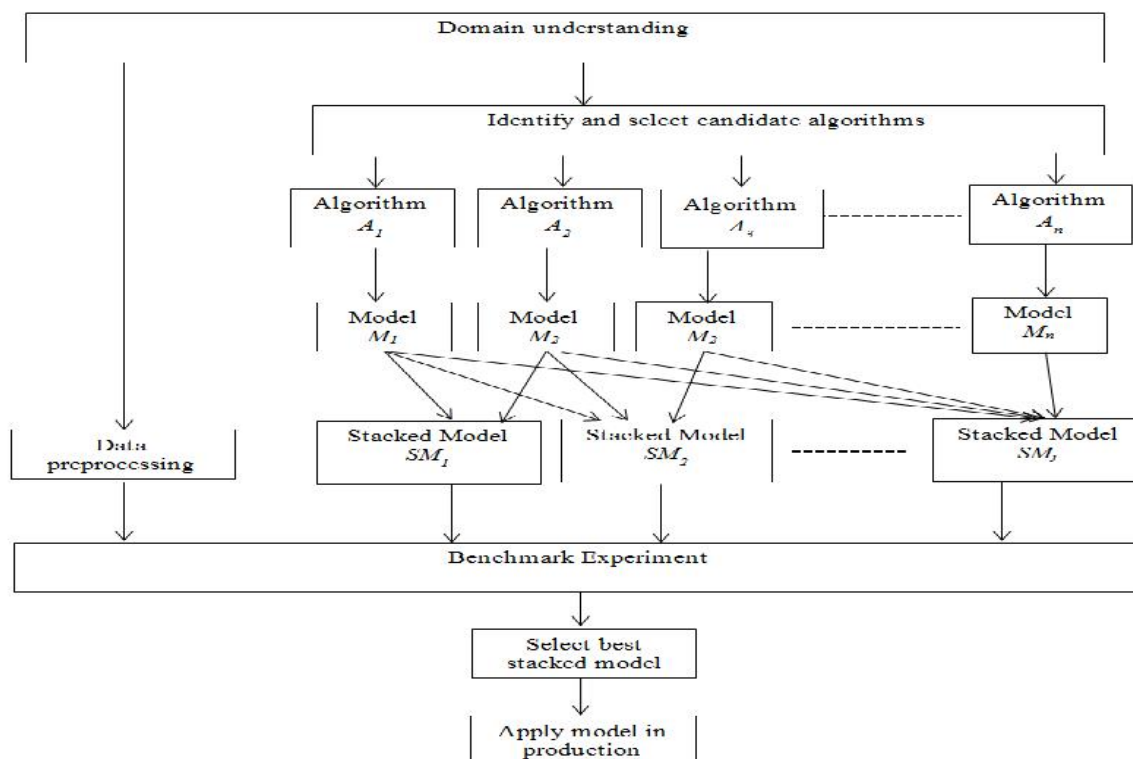 Domain understanding
Identify and select candidate algorithms
Algorithm
A₁
Algorithm
A₂
Algorithm
Algorithm
Aₙ
Model
M₁
Model
M₂
Model
M₃
Model
Mₙ
Data
preprocessing
Stacked Model
SM₁
Stacked Model
SM₂
Stacked Model
Benchmark Experiment
Select best
stacked model
Apply model in
production